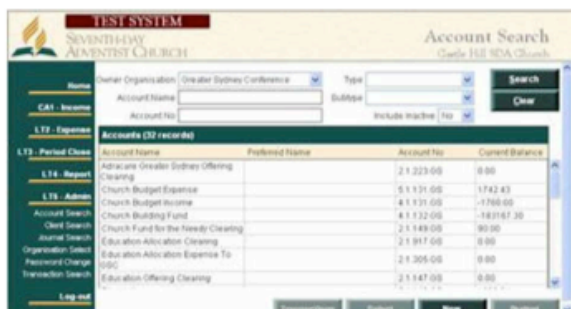 TEST SYSTEM
SEVENTH-DAY
ADVENTIST CHURCH
Account Search
Castle Hill SDA Church
Home
CA1 - Income
LT2 - Expense
LT3 - Period Close
LT4 - Report
LT5 - Admin
Account Search
Client Search
Journal Search
Organisation Select
Password Change
Transaction Search
Log-out
Owner Organisation Greater Sydney Conference Type Search
Account Name Subtype Clear
Account No Include Inactive No
Accounts (32 records)
Account Name Preferred Name Account No Current Balance
Adracare Greater Sydney Offering Clearing 2.1.223-GS 0.00
Church Budget Expense 5.1.131-GS 1742.43
Church Budget Income 4.1.131-GS -1700.00
Church Building Fund 4.1.132-GS -183167.30
Church Fund for the Needy Clearing 2.1.149-GS 90.00
Education Allocation Clearing 2.1.917-GS 0.00
Education Allocation Expense To GSC 2.1.305-GS 0.00
Education Offering Clearing 2.1.147-GS 0.00
New